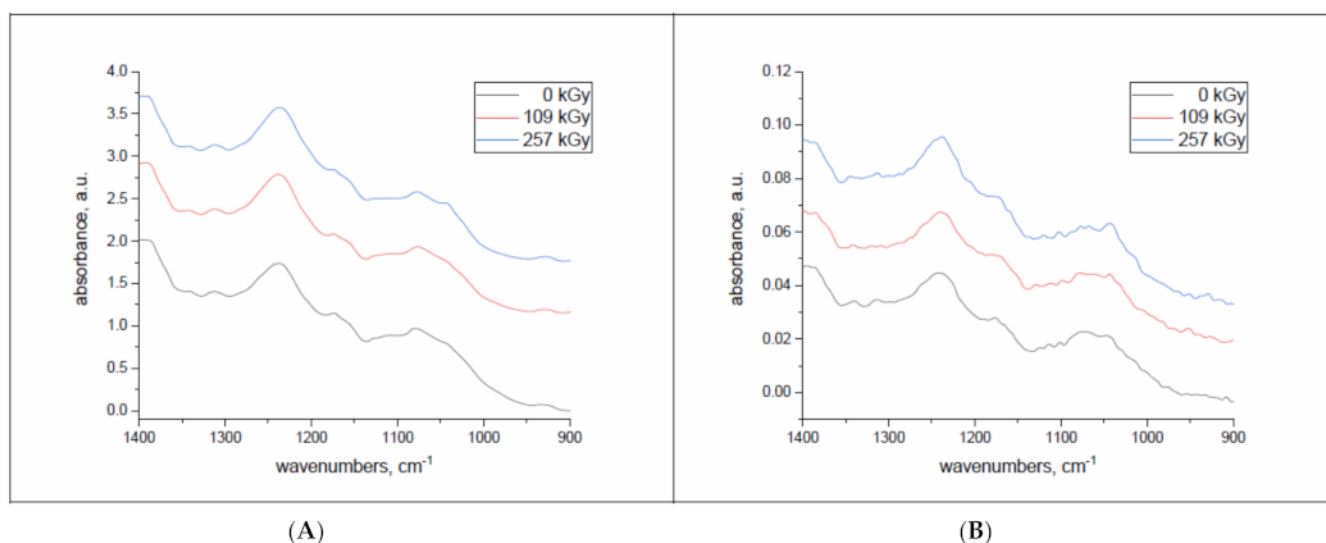 4.0
3.5
3.0
2.5
2.0
1.5
1.0
0.5
0.0
absorbance, a.u.
0 kGy
109 kGy
257 kGy
1400 1300 1200 1100 1000 900
wavenumbers, cm⁻¹
(A)
0.12
0.10
0.08
0.06
0.04
0.02
0.00
absorbance, a.u.
0 kGy
109 kGy
257 kGy
1400 1300 1200 1100 1000 900
wavenumbers, cm⁻¹
(B)